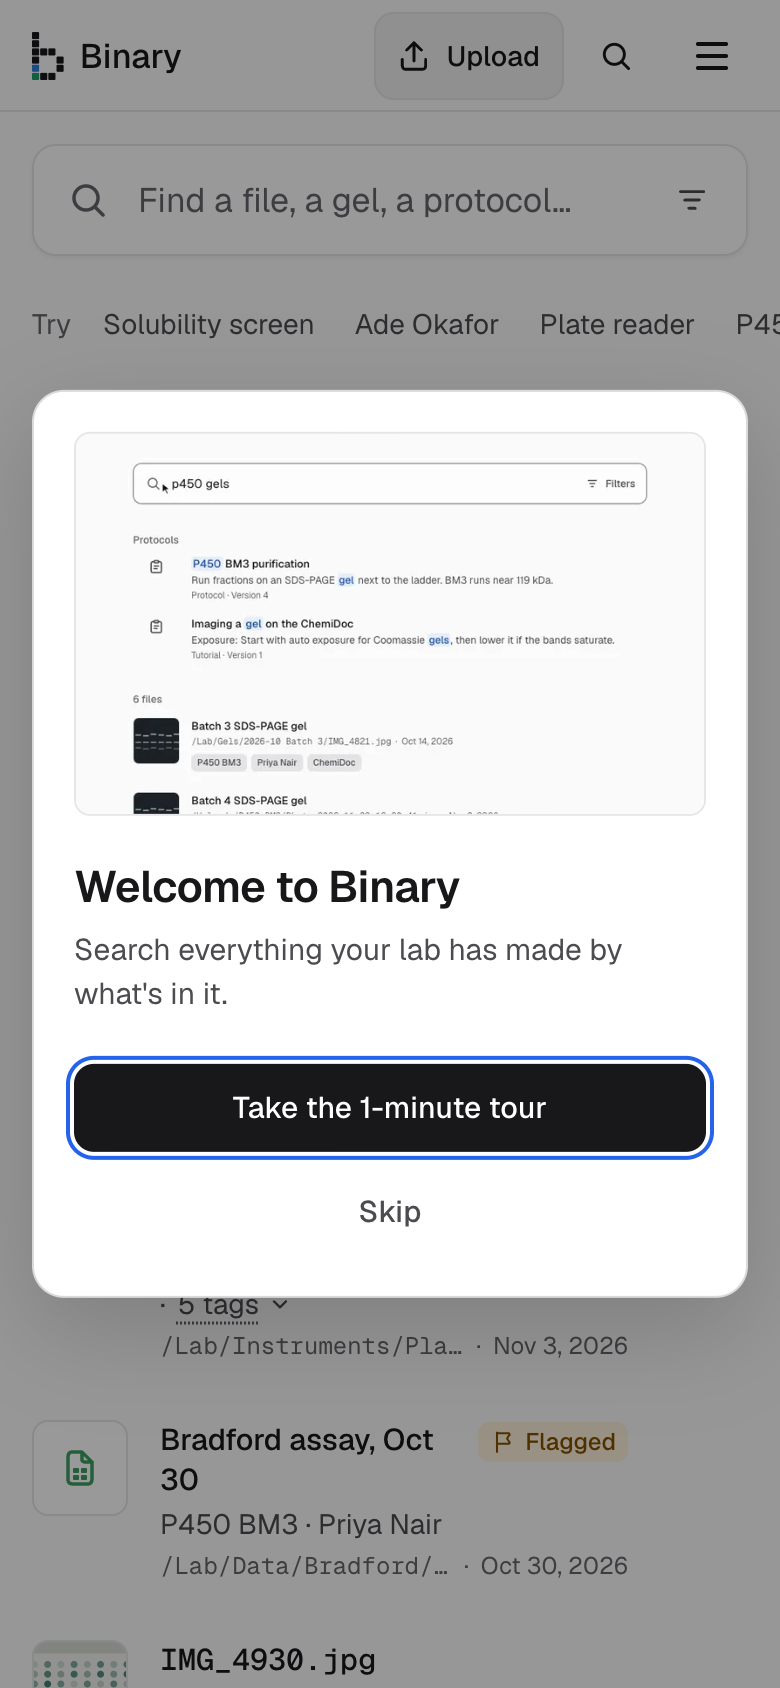 Binary
Upload
Find a file, a gel, a protocol...
Try Solubility screen Ade Okafor Plate reader P45
p450 gels
Filters
Protocols
P450 BM3 purification
Run fractions on an SDS-PAGE gel next to the ladder. BM3 runs near 119 kDa.
Protocol · Version 4
Imaging a gel on the ChemiDoc
Exposure: Start with auto exposure for Coomassie gels, then lower it if the bands saturate.
Tutorial · Version 1
6 files
Batch 3 SDS-PAGE gel
/Lab/Gels/2026-10 Batch 3/IMG_4821.jpg · Oct 14, 2026
P450 BM3 Priya Nair ChemiDoc
Batch 4 SDS-PAGE gel
Welcome to Binary
Search everything your lab has made by
what's in it.
Take the 1-minute tour
Skip
· 5 tags
/Lab/Instruments/Pla… · Nov 3, 2026
Bradford assay, Oct
30
Flagged
P450 BM3 · Priya Nair
/Lab/Data/Bradford/… · Oct 30, 2026
IMG_4930.jpg